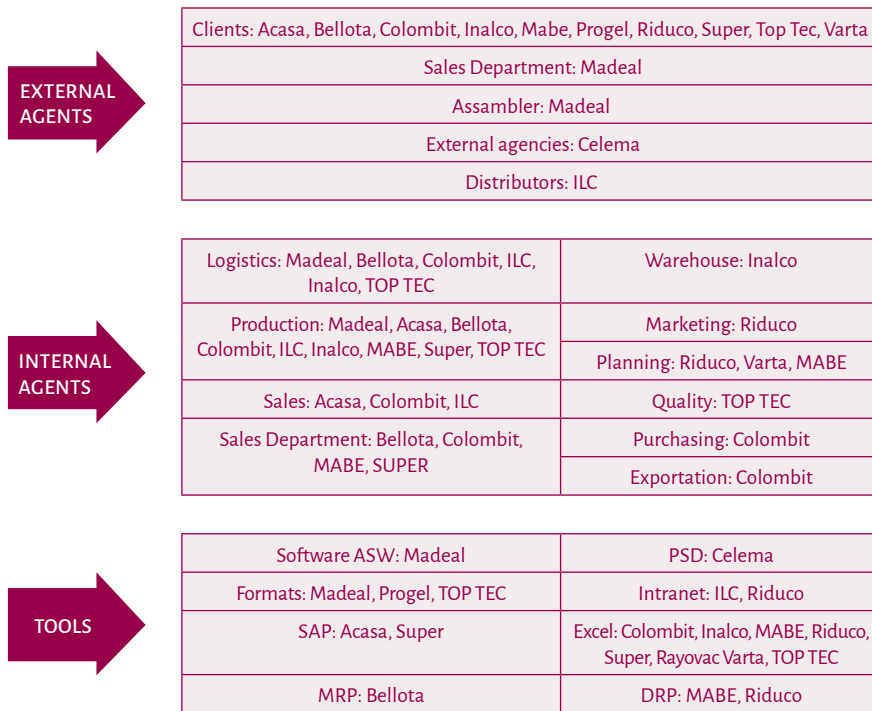 EXTERNAL
AGENTS
Clients: Acasa, Bellota, Colombit, Inalco, Mabe, Progel, Riduco, Super, Top Tec, Varta
Sales Department: Madeal
Assambler: Madeal
External agencies: Celema
Distributors: ILC
INTERNAL
AGENTS
Logistics: Madeal, Bellota, Colombit, ILC,
Inalco, TOP TEC
Warehouse: Inalco
Production: Madeal, Acasa, Bellota,
Colombit, ILC, Inalco, MABE, Super, TOP TEC
Marketing: Riduco
Planning: Riduco, Varta, MABE
Sales: Acasa, Colombit, ILC
Quality: TOP TEC
Sales Department: Bellota, Colombit,
MABE, SUPER
Purchasing: Colombit
Exportation: Colombit
TOOLS
Software ASW: Madeal
PSD: Celema
Formats: Madeal, Progel, TOP TEC
Intranet: ILC, Riduco
SAP: Acasa, Super
Excel: Colombit, Inalco, MABE, Riduco,
Super, Rayovac Varta, TOP TEC
MRP: Bellota
DRP: MABE, Riduco